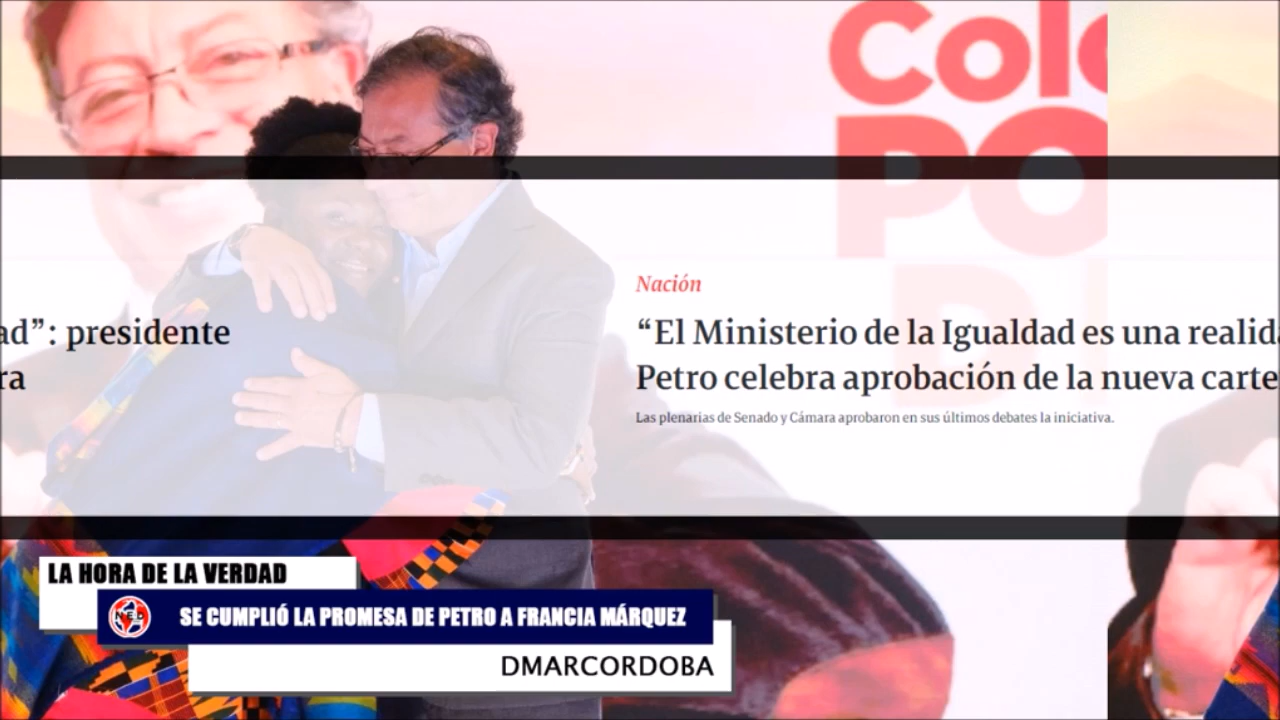 Colo
PO
D
Nación
ad”: presidente
“El Ministerio de la Igualdad es una realida
ra
Petro celebra aprobación de la nueva carte
Las plenarias de Senado y Cámara aprobaron en sus últimos debates la iniciativa.
LA HORA DE LA VERDAD
SE CUMPLIÓ LA PROMESA DE PETRO A FRANCIA MÁRQUEZ
DMARCORDOBA